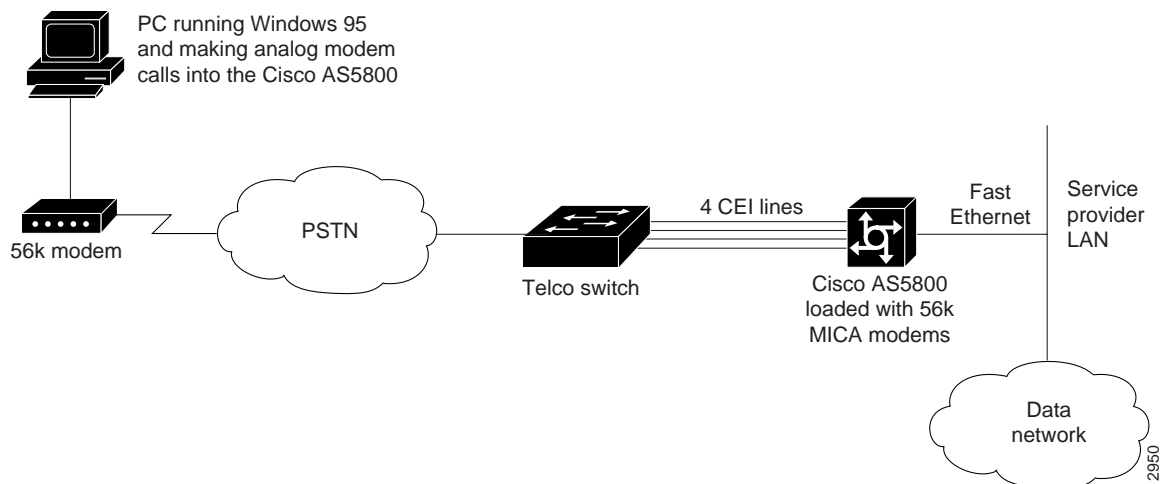 PC running Windows 95
and making analog modem
calls into the Cisco AS5800
56k modem
PSTN
Telco switch
4 CEI lines
Cisco AS5800
loaded with 56k
MICA modems
Fast
Ethernet
Service
provider
LAN
Data
network
2950